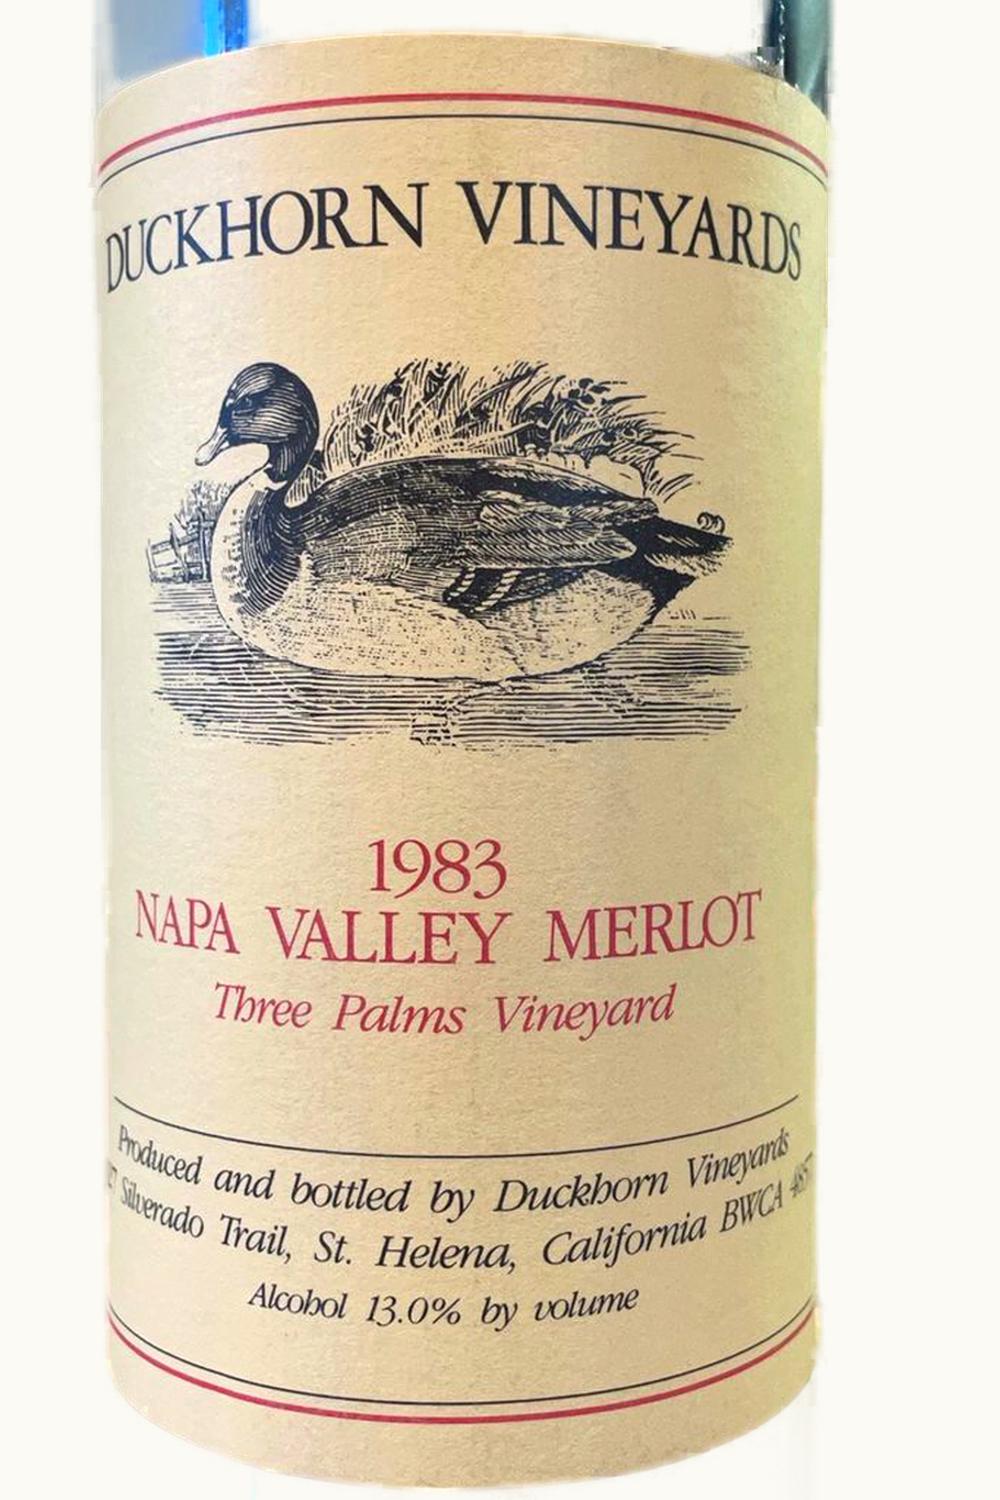 DUCKHORN VINEYARDS
1983
NAPA VALLEY MERLOT
Three Palms Vineyard
Produced and bottled by Duckhorn Vineyards
Silverado Trail, St. Helena, California BWCA
Alcohol 13.0% by volume